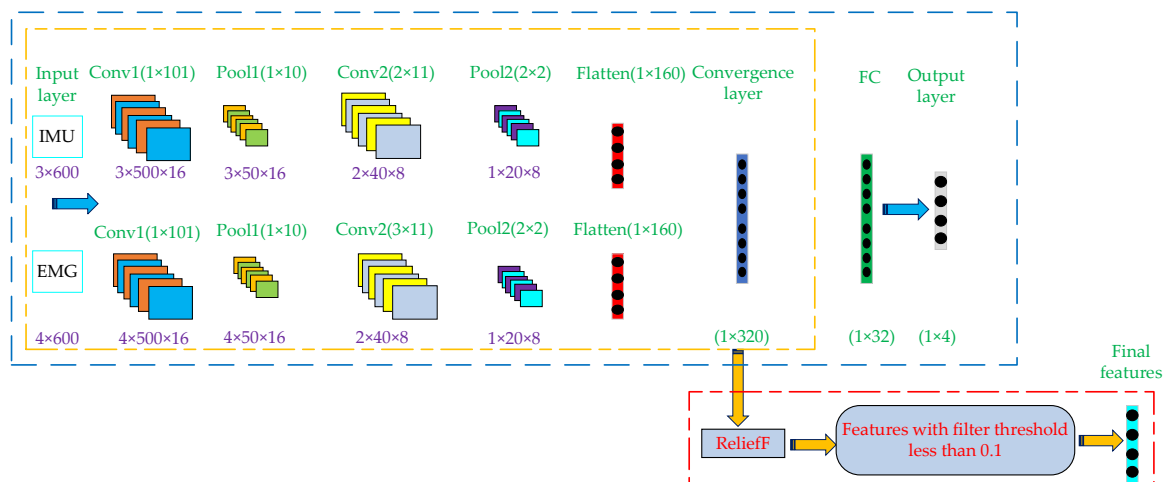 Input layer
Conv1(1×101)
Pool1(1×10)
Conv2(2×11)
Pool2(2×2)
Flatten(1×160)
Convergence layer
FC
Output layer
IMU
3×600
3×500×16
3×50×16
2×40×8
1×20×8
Conv1(1×101)
Pool1(1×10)
Conv2(3×11)
Pool2(2×2)
Flatten(1×160)
EMG
4×600
4×500×16
4×50×16
2×40×8
1×20×8
(1×320)
(1×32)
(1×4)
Final features
ReliefF
Features with filter threshold
less than 0.1